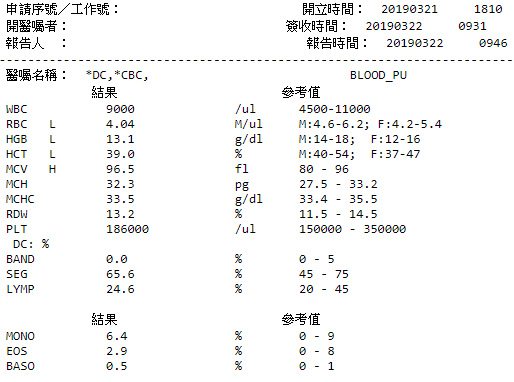 申請序號／工作號： 開立時間： 20190321 1810
開醫囑者： 簽收時間： 20190322 0931
報告人 ： 報告時間： 20190322 0946
--------------------------------------------------------------------------------
醫囑名稱： *DC,*CBC, BLOOD_PU
結果 參考值
WBC 9000 /ul 4500-11000
RBC L 4.04 M/ul M:4.6-6.2; F:4.2-5.4
HGB L 13.1 g/dl M:14-18; F:12-16
HCT L 39.0 % M:40-54; F:37-47
MCV H 96.5 fl 80 - 96
MCH 32.3 pg 27.5 - 33.2
MCHC 33.5 g/dl 33.4 - 35.5
RDW 13.2 % 11.5 - 14.5
PLT 186000 /ul 150000 - 350000
DC: %
BAND 0.0 % 0 - 5
SEG 65.6 % 45 - 75
LYMP 24.6 % 20 - 45
結果 參考值
MONO 6.4 % 0 - 9
EOS 2.9 % 0 - 8
BASO 0.5 % 0 - 1